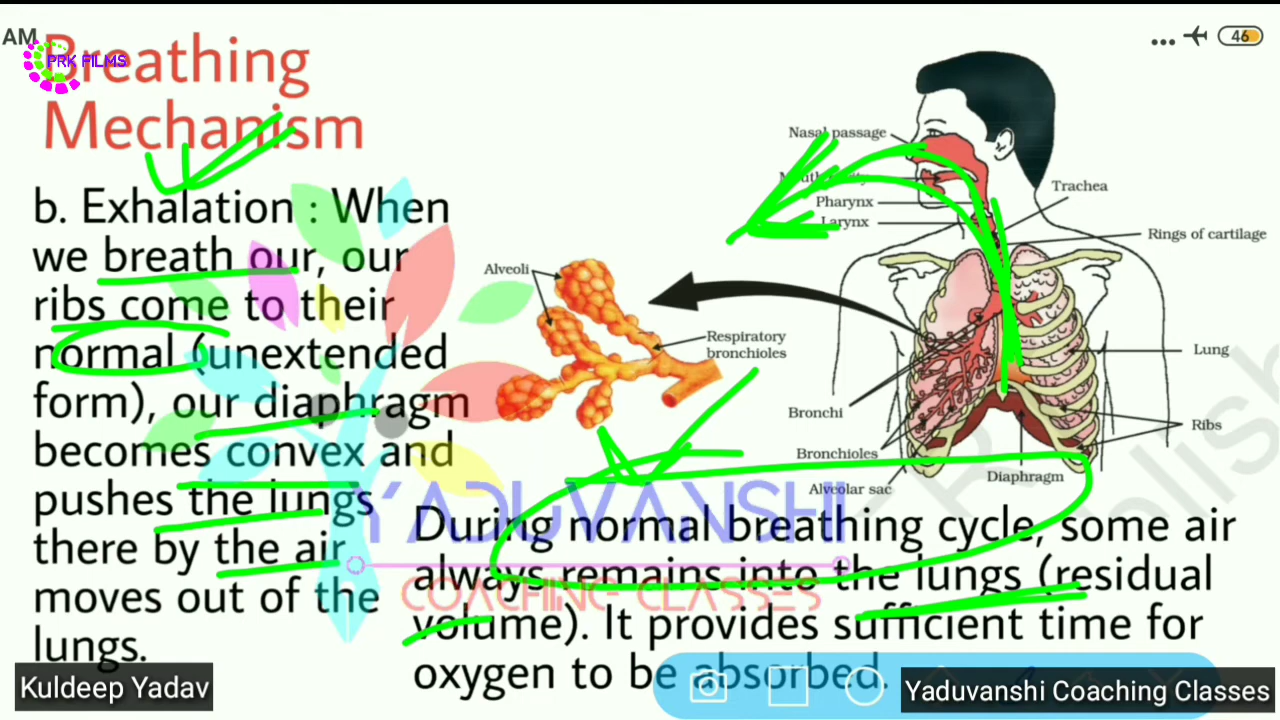 AM
PRK FILMS
46
Breathing
Mechanism
b. Exhalation : When
we breath our, our
ribs come to their
normal (unextended
form), our diaphragm
becomes convex and
pushes the lungs
there by the air
moves out of the
lungs.
Nasal passage
Pharynx
Larynx
Trachea
Rings of cartilage
Alveoli
Respiratory
bronchioles
Lung
Bronchi
Ribs
Bronchioles
Diaphragm
Alveolar sac
YADUVANSHI
COACHING CLASSES
During normal breathing cycle, some air
always remains into the lungs (residual
volume). It provides sufficient time for
oxygen to be absorbed.
Kuldeep Yadav
Yaduvanshi Coaching Classes